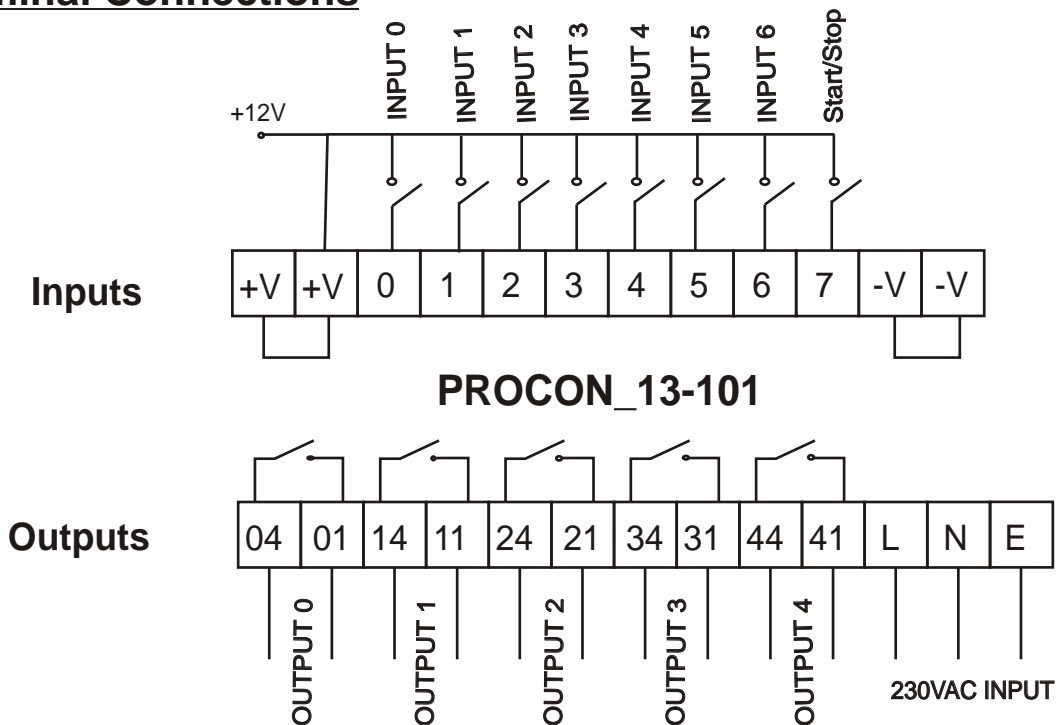 Connections
INPUT 0
INPUT 1
INPUT 2
INPUT 3
INPUT 4
INPUT 5
INPUT 6
Start/Stop
+12V
Inputs
+V +V 0 1 2 3 4 5 6 7 -V -V
PROCON_13-101
Outputs
04 01 14 11 24 21 34 31 44 41 L N E
OUTPUT 0
OUTPUT 1
OUTPUT 2
OUTPUT 3
OUTPUT 4
230VAC INPUT